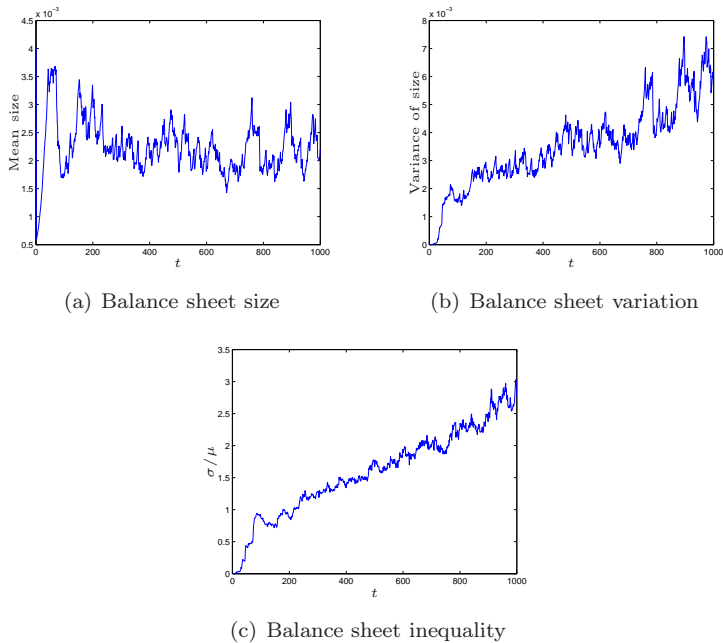 x 10⁻³
4.5
4
3.5
3
2.5
2
1.5
1
0.5
Mean size
0 200 400 600 800 1000
t
(a) Balance sheet size
x 10⁻³
8
7
6
5
4
3
2
1
0
Variance of size
0 200 400 600 800 1000
t
(b) Balance sheet variation
3.5
3
2.5
2
1.5
1
0.5
0
σ/μ
0 200 400 600 800 1000
t
(c) Balance sheet inequality